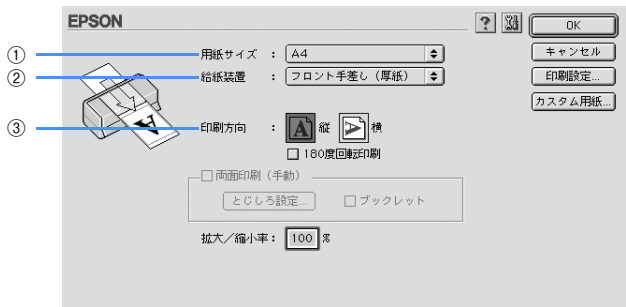 EPSON
? OK
① 用紙サイズ : A4 キャンセル
② 給紙装置 : フロント手差し（厚紙） 印刷設定...
カスタム用紙...
③ 印刷方向 : A 縦 横
180度回転印刷
両面印刷（手動）
とじしろ設定... ブックレット
拡大／縮小率： 100 %
A